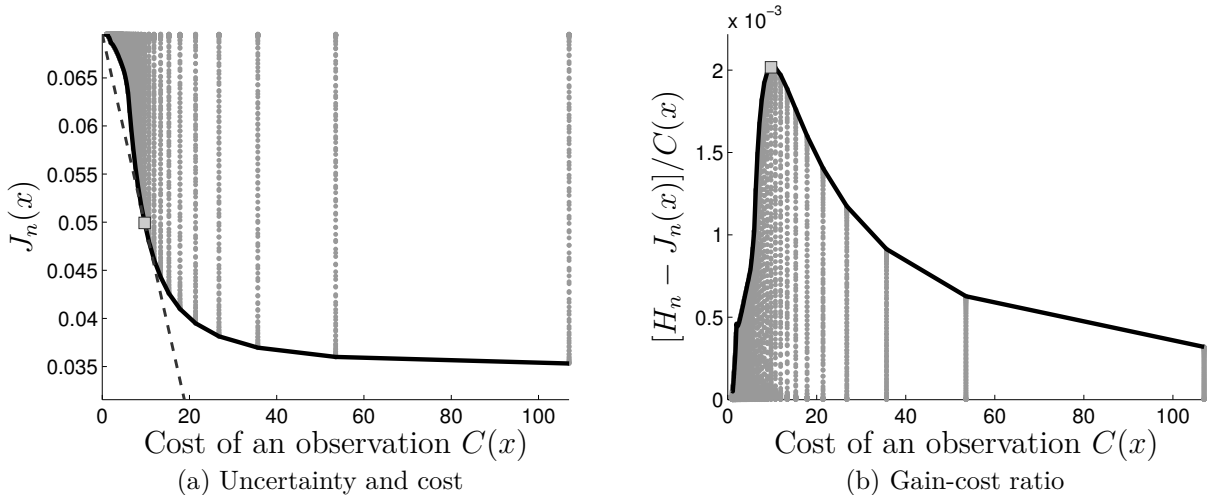 J_n(x)
0.065
0.06
0.055
0.05
0.045
0.04
0.035
0 20 40 60 80 100
Cost of an observation C(x)
(a) Uncertainty and cost
x 10^-3
[H_n − J_n(x)]/C(x)
2
1.5
1
0.5
0
0 20 40 60 80 100
Cost of an observation C(x)
(b) Gain-cost ratio